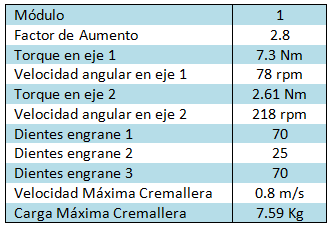 Módulo 1
Factor de Aumento 2.8
Torque en eje 1 7.3 Nm
Velocidad angular en eje 1 78 rpm
Torque en eje 2 2.61 Nm
Velocidad angular en eje 2 218 rpm
Dientes engrane 1 70
Dientes engrane 2 25
Dientes engrane 3 70
Velocidad Máxima Cremallera 0.8 m/s
Carga Máxima Cremallera 7.59 Kg